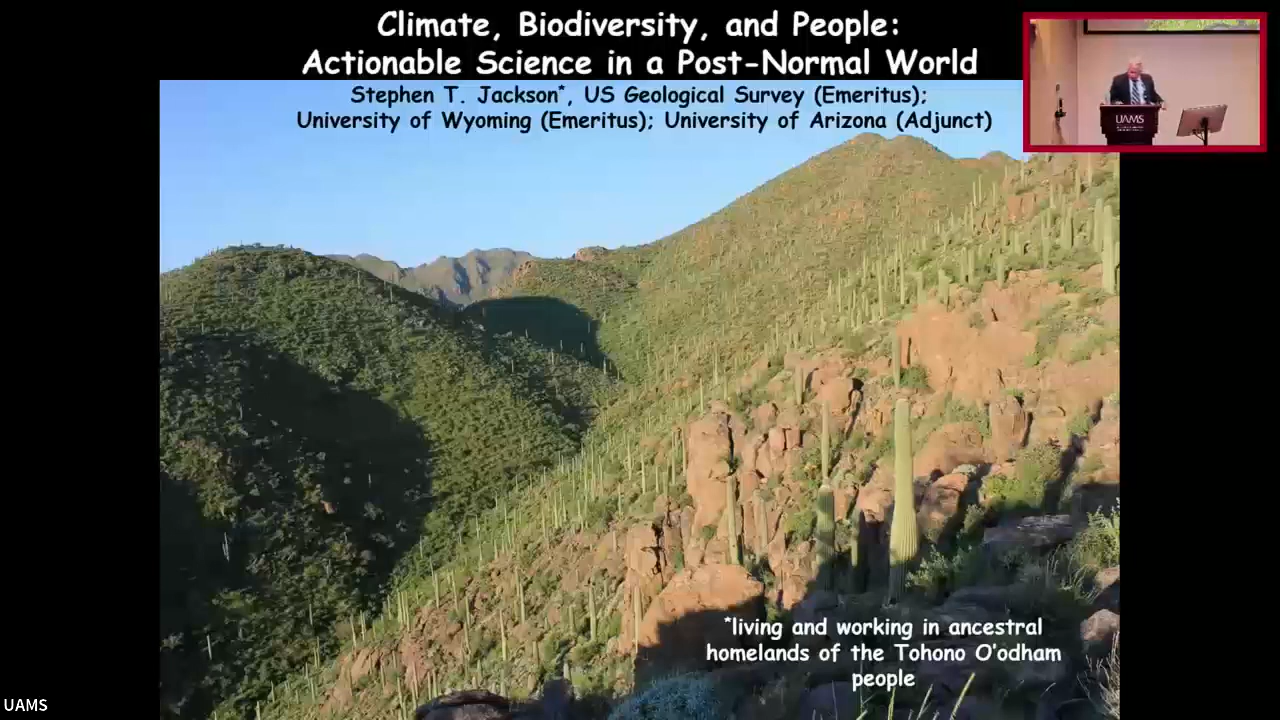 Climate, Biodiversity, and People:
Actionable Science in a Post-Normal World
Stephen T. Jackson*, US Geological Survey (Emeritus);
University of Wyoming (Emeritus); University of Arizona (Adjunct)
UAMS
*living and working in ancestral
homelands of the Tohono O'odham
people
UAMS